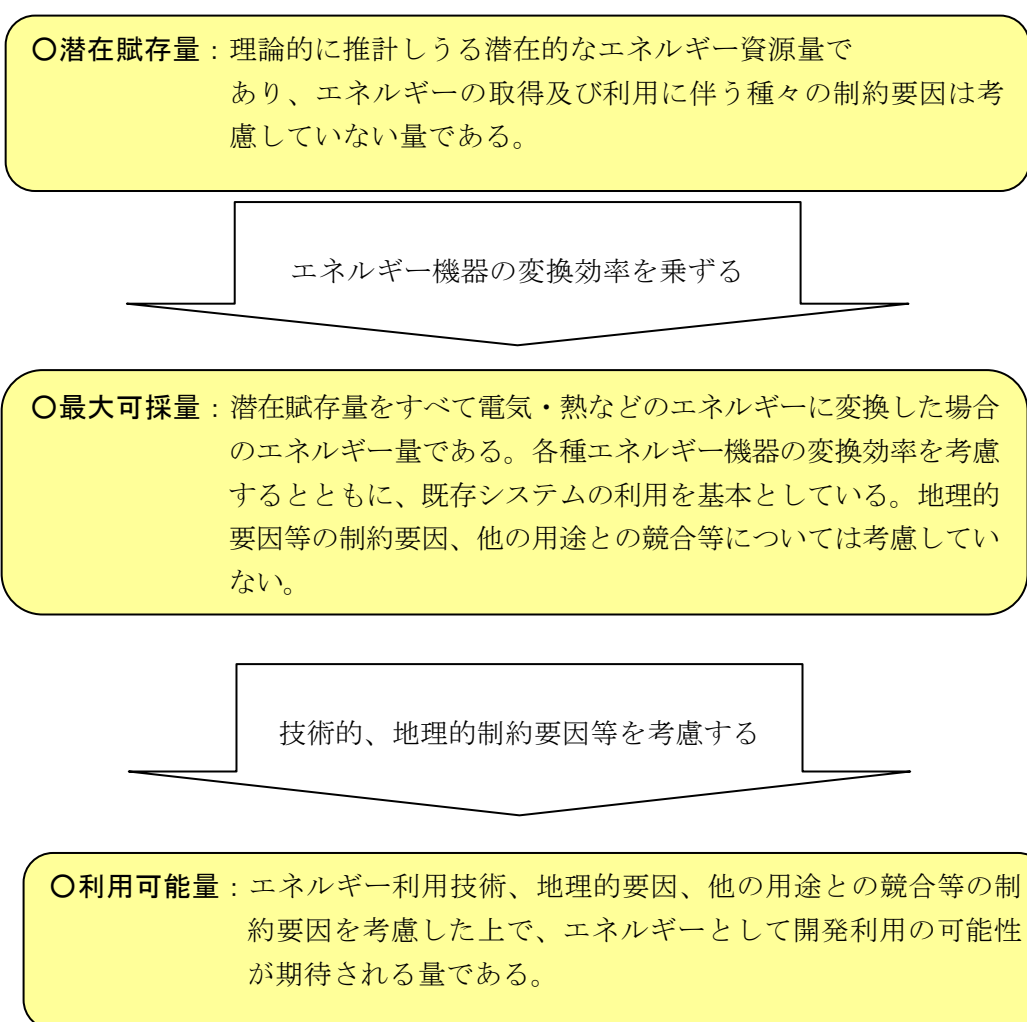 〇潜在賦存量：理論的に推計しうる潜在的なエネルギー資源量で
あり、エネルギーの取得及び利用に伴う種々の制約要因は考
慮していない量である。
エネルギー機器の変換効率を乗ずる
〇最大可採量：潜在賦存量をすべて電気・熱などのエネルギーに変換した場合
のエネルギー量である。各種エネルギー機器の変換効率を考慮
するとともに、既存システムの利用を基本としている。地理的
要因等の制約要因、他の用途との競合等については考慮してい
ない。
技術的、地理的制約要因等を考慮する
〇利用可能量：エネルギー利用技術、地理的要因、他の用途との競合等の制
約要因を考慮した上で、エネルギーとして開発利用の可能性
が期待される量である。